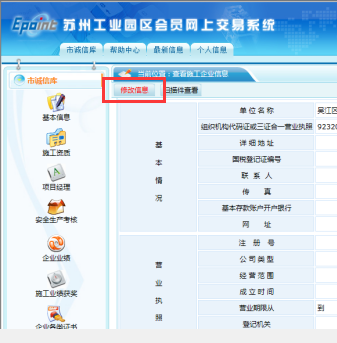 Epoint 苏州工业园区会员网上交易系统
市诚信库 帮助中心 最新信息 个人信息
市诚信库
当前位置：查看施工企业信息
修改信息 扫描件查看
基本信息
施工资质
项目经理
安全生产考核
企业业绩
施工业绩获奖
企业各类证书
基本情况
单位名称 吴江区
组织机构代码证或三证合一营业执照 9232
详细地址
国税登记证编号
联系人
传真
基本存款账户开户银行
网址
营业执照
注册号
公司类型
经营范围
成立时间
营业期限从 到
登记机关